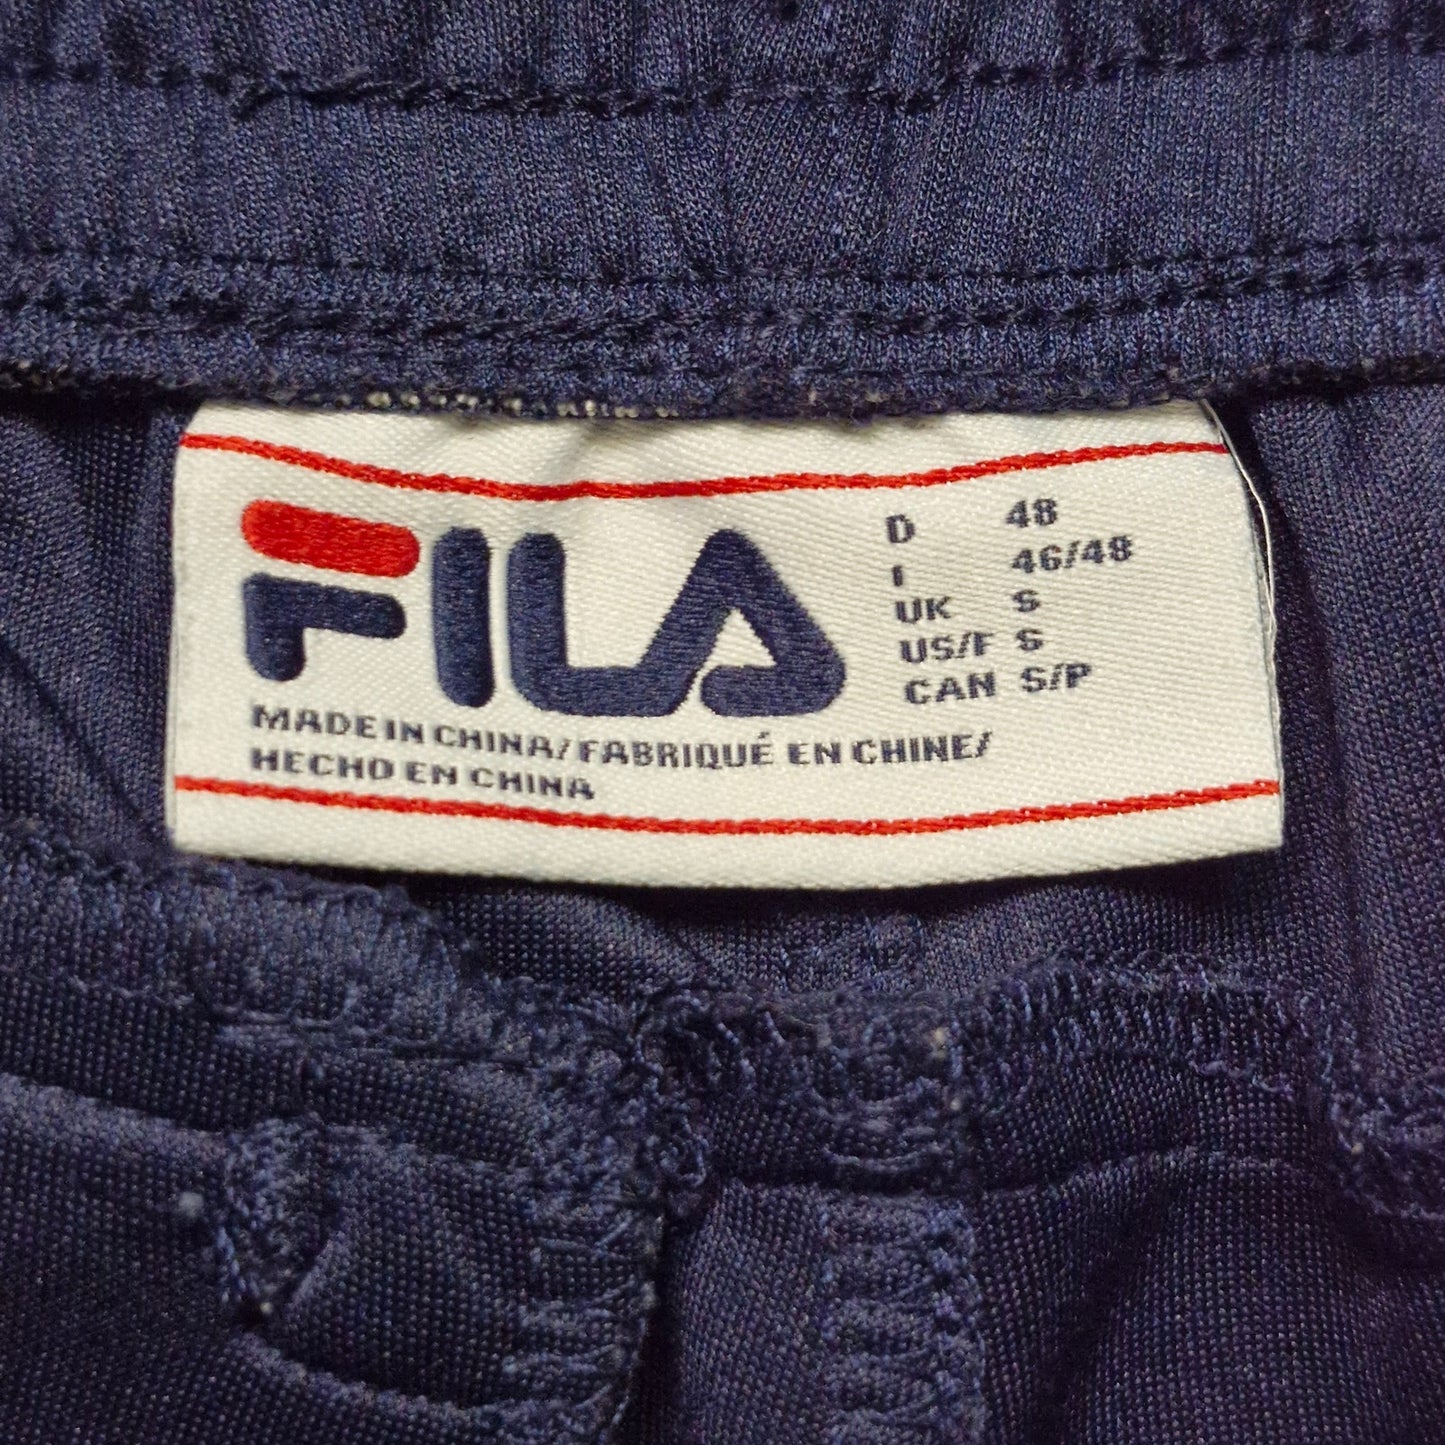 FILA
D 48
I 46/48
UK S
US/F S
CAN S/P
MADE IN CHINA/FABRIQUÉ EN CHINE/
HECHO EN CHINA